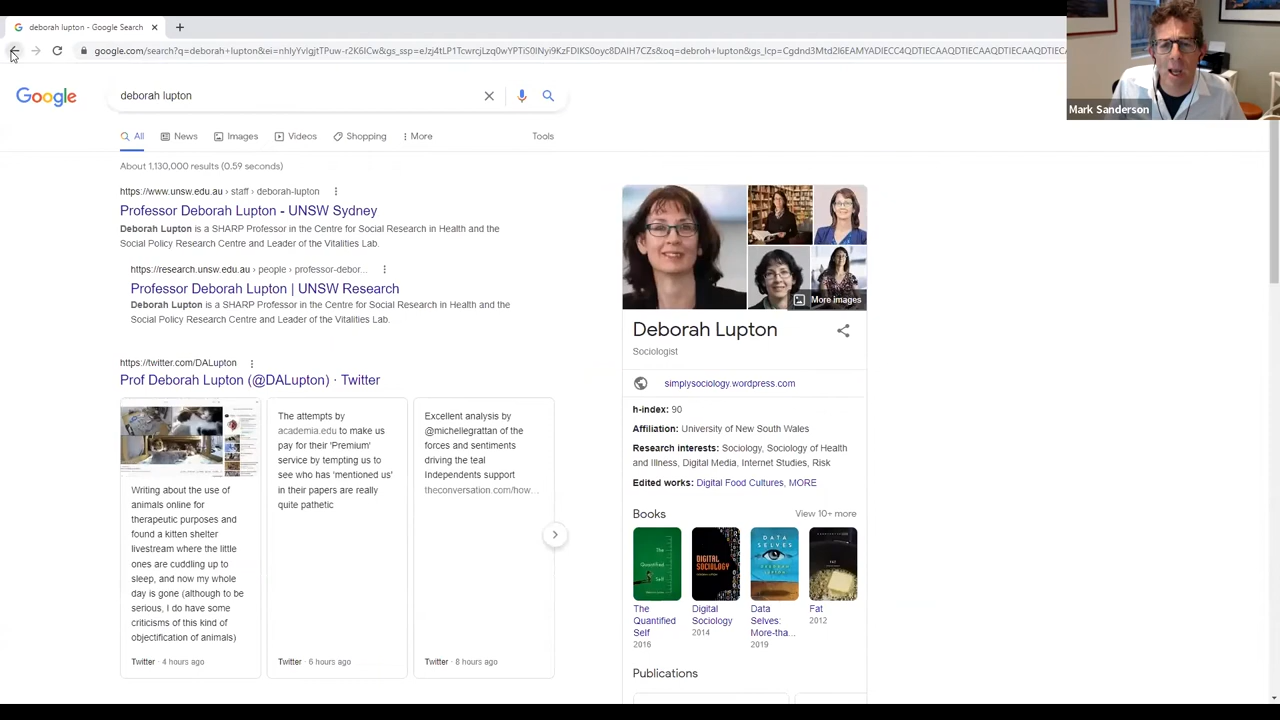 deborah lupton - Google Search
google.com/search?q=deborah+lupton&ei=
Mark Sanderson
Google
deborah lupton
All
News
Images
Videos
Shopping
More
Tools
About 1,130,000 results (0.59 seconds)
https://www.unsw.edu.au › staff › deborah-lupton
Professor Deborah Lupton - UNSW Sydney
Deborah Lupton is a SHARP Professor in the Centre for Social Research in Health and the
Social Policy Research Centre and Leader of the Vitalities Lab.
https://research.unsw.edu.au › people › professor-debor...
Professor Deborah Lupton | UNSW Research
Deborah Lupton is a SHARP Professor in the Centre for Social Research in Health and the
Social Policy Research Centre and Leader of the Vitalities Lab.
https://twitter.com/DALupton
Prof Deborah Lupton (@DALupton) · Twitter
Writing about the use of
animals online for
therapeutic purposes and
found a kitten shelter
livestream where the little
ones are cuddling up to
sleep, and now my whole
day is gone (although to be
serious, I do have some
criticisms of this kind of
objectification of animals)
Twitter · 4 hours ago
The attempts by
academia.edu to make us
pay for their 'Premium'
service by tempting us to
see who has 'mentioned us'
in their papers are really
quite pathetic
Twitter · 6 hours ago
Excellent analysis by
@michellegrattan of the
forces and sentiments
driving the teal
Independents support
theconversation.com/how...
Twitter · 8 hours ago
More images
Deborah Lupton
Sociologist
simplysociology.wordpress.com
h-index: 90
Affiliation: University of New South Wales
Research interests: Sociology, Sociology of Health
and Illness, Digital Media, Internet Studies, Risk
Edited works: Digital Food Cultures, MORE
Books
View 10+ more
The
Quantified
Self
DIGITAL
SOCIOLOGY
DATA
SELVES
FAT
The
Quantified
Self
2016
Digital
Sociology
2014
Data
Selves:
More-tha...
2019
Fat
2012
Publications